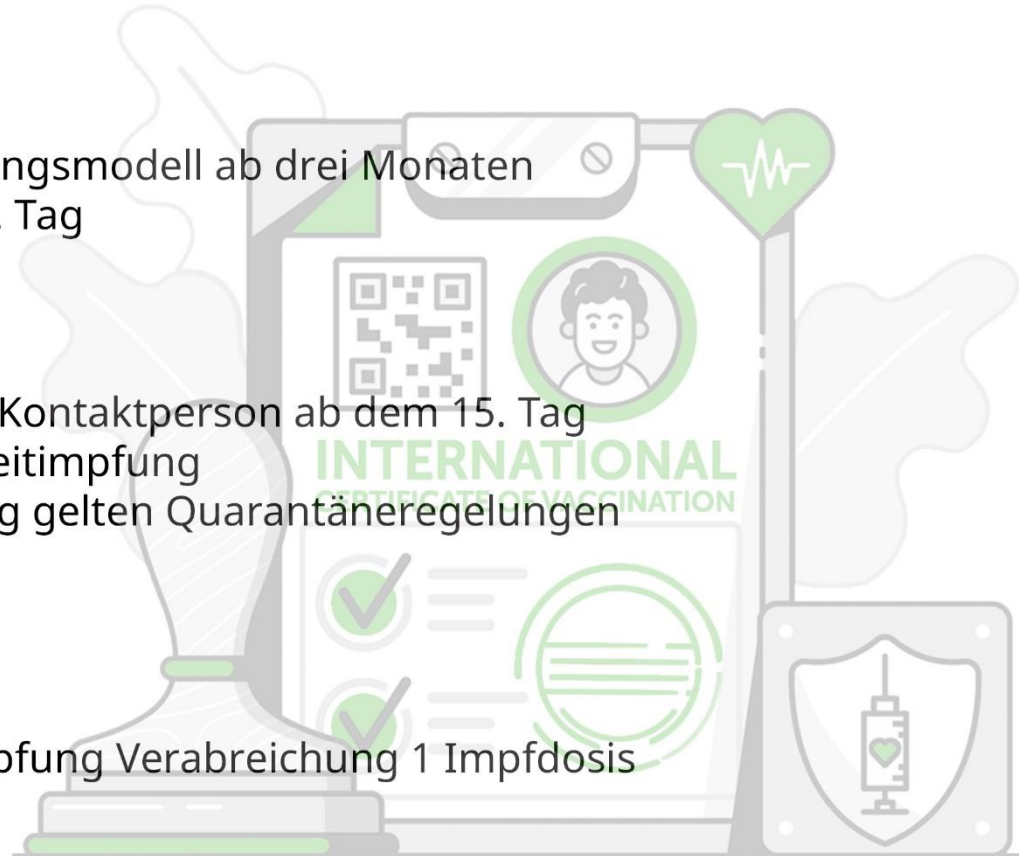 ngsmodell ab drei Monaten
. Tag
Kontaktperson ab dem 15. Tag
eitimpfung
INTERNATIONAL
CERTIFICATE OF VACCINATION
g gelten Quarantäneregelungen
pfung Verabreichung 1 Impfdosis